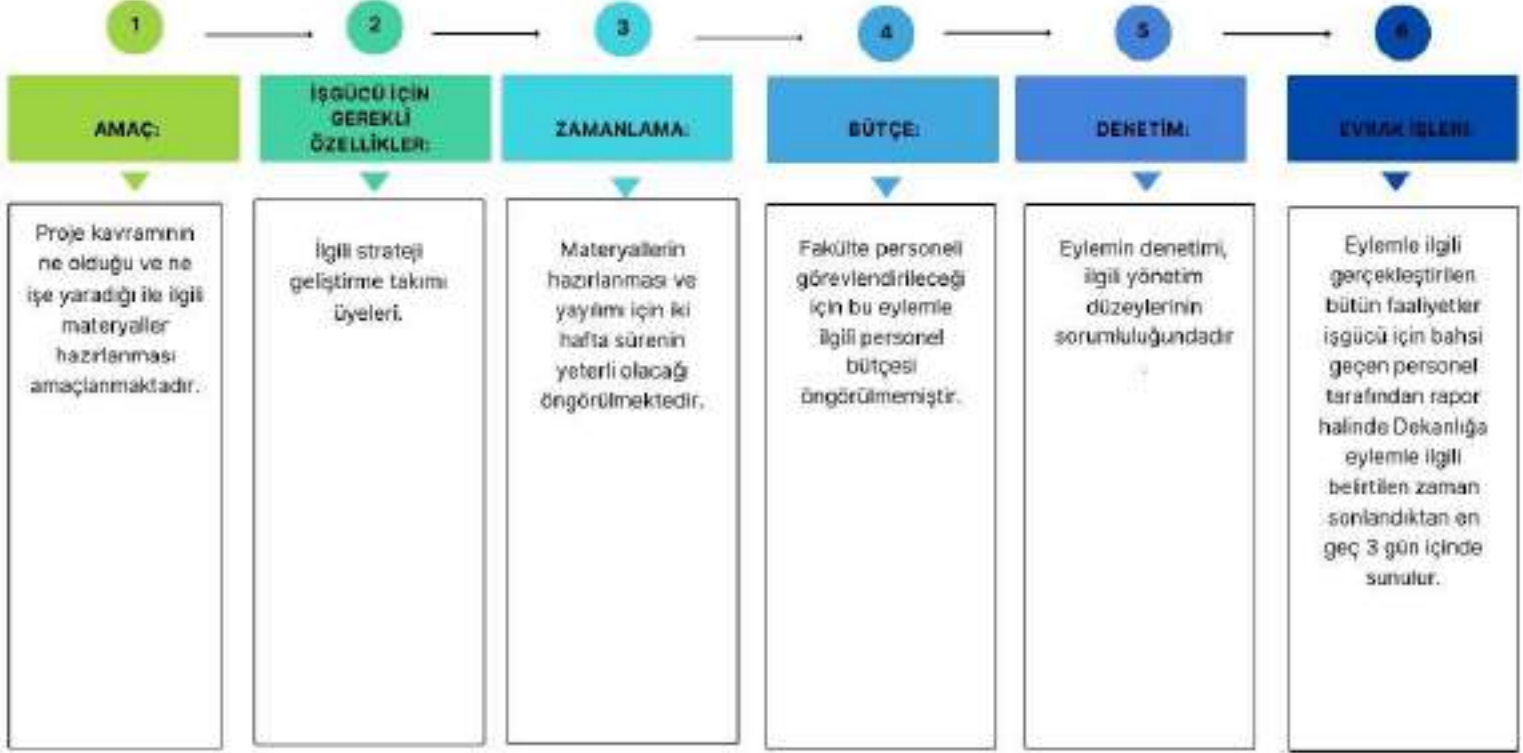 1
2
3
4
5
6
AMAÇ:
İŞGÜCÜ İÇİN
GEREKLİ
ÖZELLİKLER:
ZAMANLAMA:
BÜTÇE:
DENETİM:
EVRAK İŞLERİ:
Proje kavramının
ne olduğu ve ne
işe yaradığı ile ilgili
materyaller
hazırlanması
amaçlanmaktadır.
İlgili strateji
geliştirme takımı
üyeleri.
Materyallerin
hazırlanması ve
yayılımı için iki
hafta sürenin
yeterli olacağı
öngörülmektedir.
Fakülte personeli
görevlendirileceği
için bu eylemle
ilgili personel
bütçesi
öngörülmemiştir.
Eylemin denetimi,
ilgili yönetim
düzeylerinin
sorumluluğundadır
.
Eylemle ilgili
gerçekleştirilen
bütün faaliyetler
işgücü için bahsi
geçen personel
tarafından rapor
halinde Dekanlığa
eylemle ilgili
belirtilen zaman
sonlandıktan en
geç 3 gün içinde
sunulur.